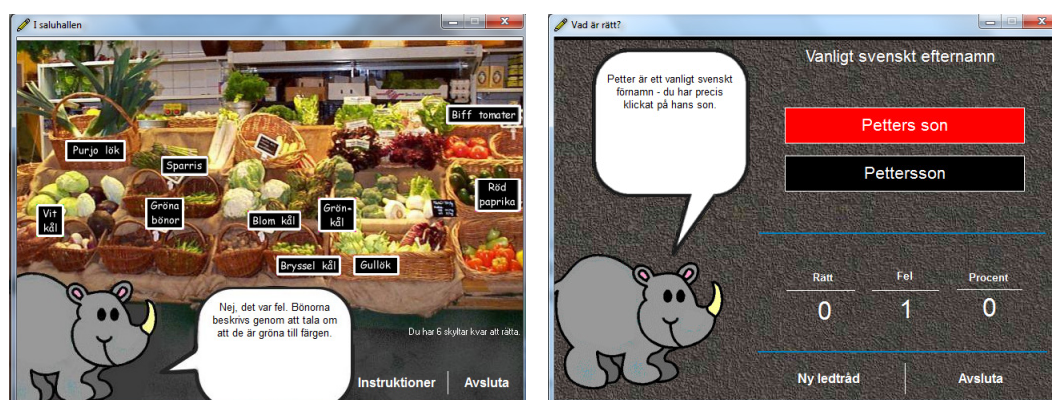 I saluhallen
Biff tomater
Purjo lök
Sparris
Röd
paprika
Vit
kål
Gröna
bönor
Blom kål
Grön-
kål
Bryssel kål
Gullök
Nej, det var fel. Bönorna
beskrivs genom att tala om
att de är gröna till färgen.
Du har 6 skyltar kvar att rätta.
Instruktioner
Avsluta
Vad är rätt?
Vanligt svenskt efternamn
Petter är ett vanligt svenskt
förnamn - du har precis
klickat på hans son.
Petters son
Pettersson
Rätt Fel Procent
0 1 0
Ny ledtråd
Avsluta